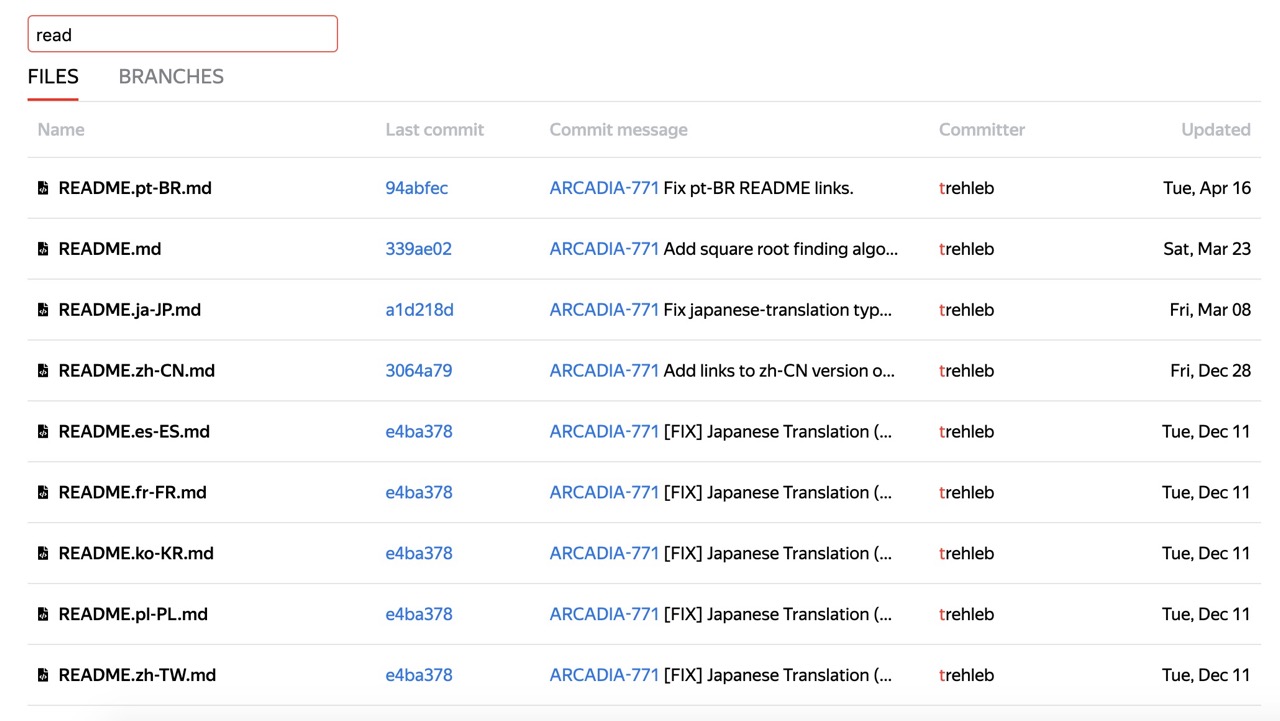 read
FILES BRANCHES
Name Last commit Commit message Committer Updated
README.pt-BR.md 94abfec ARCADIA-771 Fix pt-BR README links. trehleb Tue, Apr 16
README.md 339ae02 ARCADIA-771 Add square root finding algo... trehleb Sat, Mar 23
README.ja-JP.md a1d218d ARCADIA-771 Fix japanese-translation typ... trehleb Fri, Mar 08
README.zh-CN.md 3064a79 ARCADIA-771 Add links to zh-CN version o... trehleb Fri, Dec 28
README.es-ES.md e4ba378 ARCADIA-771 [FIX] Japanese Translation (... trehleb Tue, Dec 11
README.fr-FR.md e4ba378 ARCADIA-771 [FIX] Japanese Translation (... trehleb Tue, Dec 11
README.ko-KR.md e4ba378 ARCADIA-771 [FIX] Japanese Translation (... trehleb Tue, Dec 11
README.pl-PL.md e4ba378 ARCADIA-771 [FIX] Japanese Translation (... trehleb Tue, Dec 11
README.zh-TW.md e4ba378 ARCADIA-771 [FIX] Japanese Translation (... trehleb Tue, Dec 11